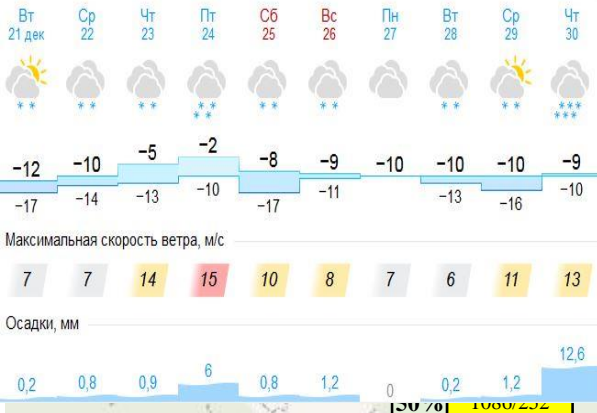 Вт Ср Чт Пт Сб Вс Пн Вт Ср Чт
21 дек 22 23 24 25 26 27 28 29 30
−12 −10 −5 −2 −8 −9 −10 −10 −10 −9
−17 −14 −13 −10 −17 −11 −13 −16 −10
Максимальная скорость ветра, м/с
7 7 14 15 10 8 7 6 11 13
Осадки, мм
0,2 0,8 0,9 6 0,8 1,2 0 0,2 1,2 12,6